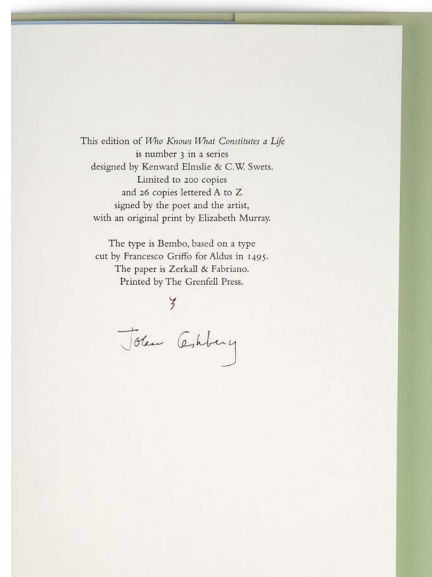 This edition of Who Knows What Constitutes a Life
is number 3 in a series
designed by Kenward Elmslie & C.W. Swets.
Limited to 200 copies
and 26 copies lettered A to Z
signed by the poet and the artist,
with an original print by Elizabeth Murray.
The type is Bembo, based on a type
cut by Francesco Griffo for Aldus in 1495.
The paper is Zerkall & Fabriano.
Printed by The Grenfell Press.
John Ashbery